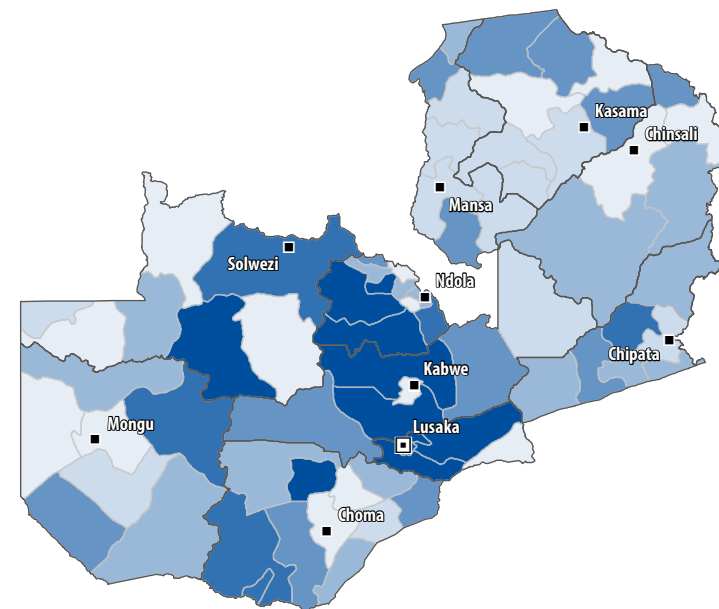 Kasama
Chinsali
Mansa
Solwezi
Ndola
Chipata
Kabwe
Mongu
Lusaka
Choma